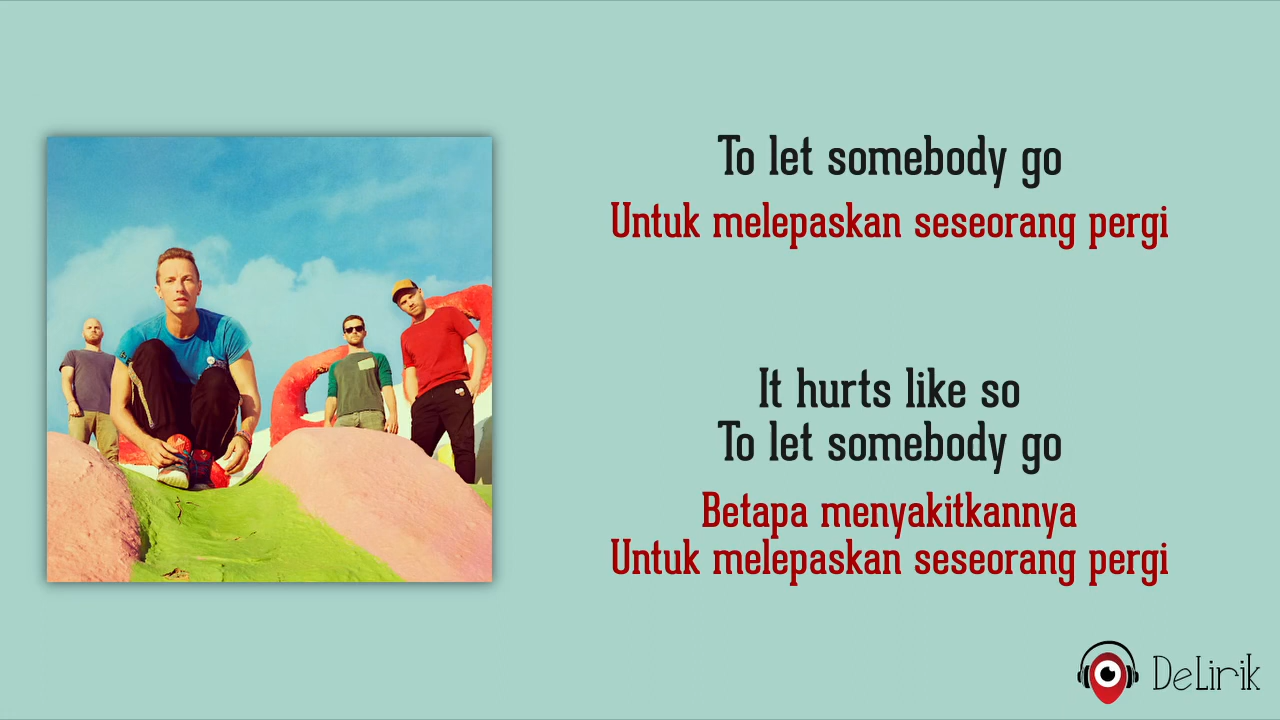 To let somebody go
Untuk melepaskan seseorang pergi
It hurts like so
To let somebody go
Betapa menyakitkannya
Untuk melepaskan seseorang pergi
DeLirik